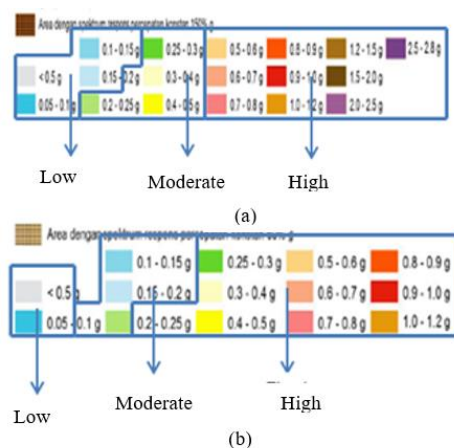 Area dengan spektrum respons percepatan konstan 150% g
0.1 - 0.15 g 0.25 - 0.3 g 0.5 - 0.6 g 0.8 - 0.9 g 1.2 - 1.5 g 2.5 - 2.8 g
<0.5 g 0.15 - 0.2 g 0.3 - 0.4 g 0.6 - 0.7 g 0.9 - 1.0 g 1.5 - 2.0 g
0.05 - 0.1 g 0.2 - 0.25 g 0.4 - 0.5 g 0.7 - 0.8 g 1.0 - 1.2 g 2.0 - 2.5 g
Low Moderate High
(a)
Area dengan spektrum respons percepatan konstan g
0.1 - 0.15 g 0.25 - 0.3 g 0.5 - 0.6 g 0.8 - 0.9 g
<0.5 g 0.15 - 0.2 g 0.3 - 0.4 g 0.6 - 0.7 g 0.9 - 1.0 g
0.05 - 0.1 g 0.2 - 0.25 g 0.4 - 0.5 g 0.7 - 0.8 g 1.0 - 1.2 g
Low Moderate High
(b)